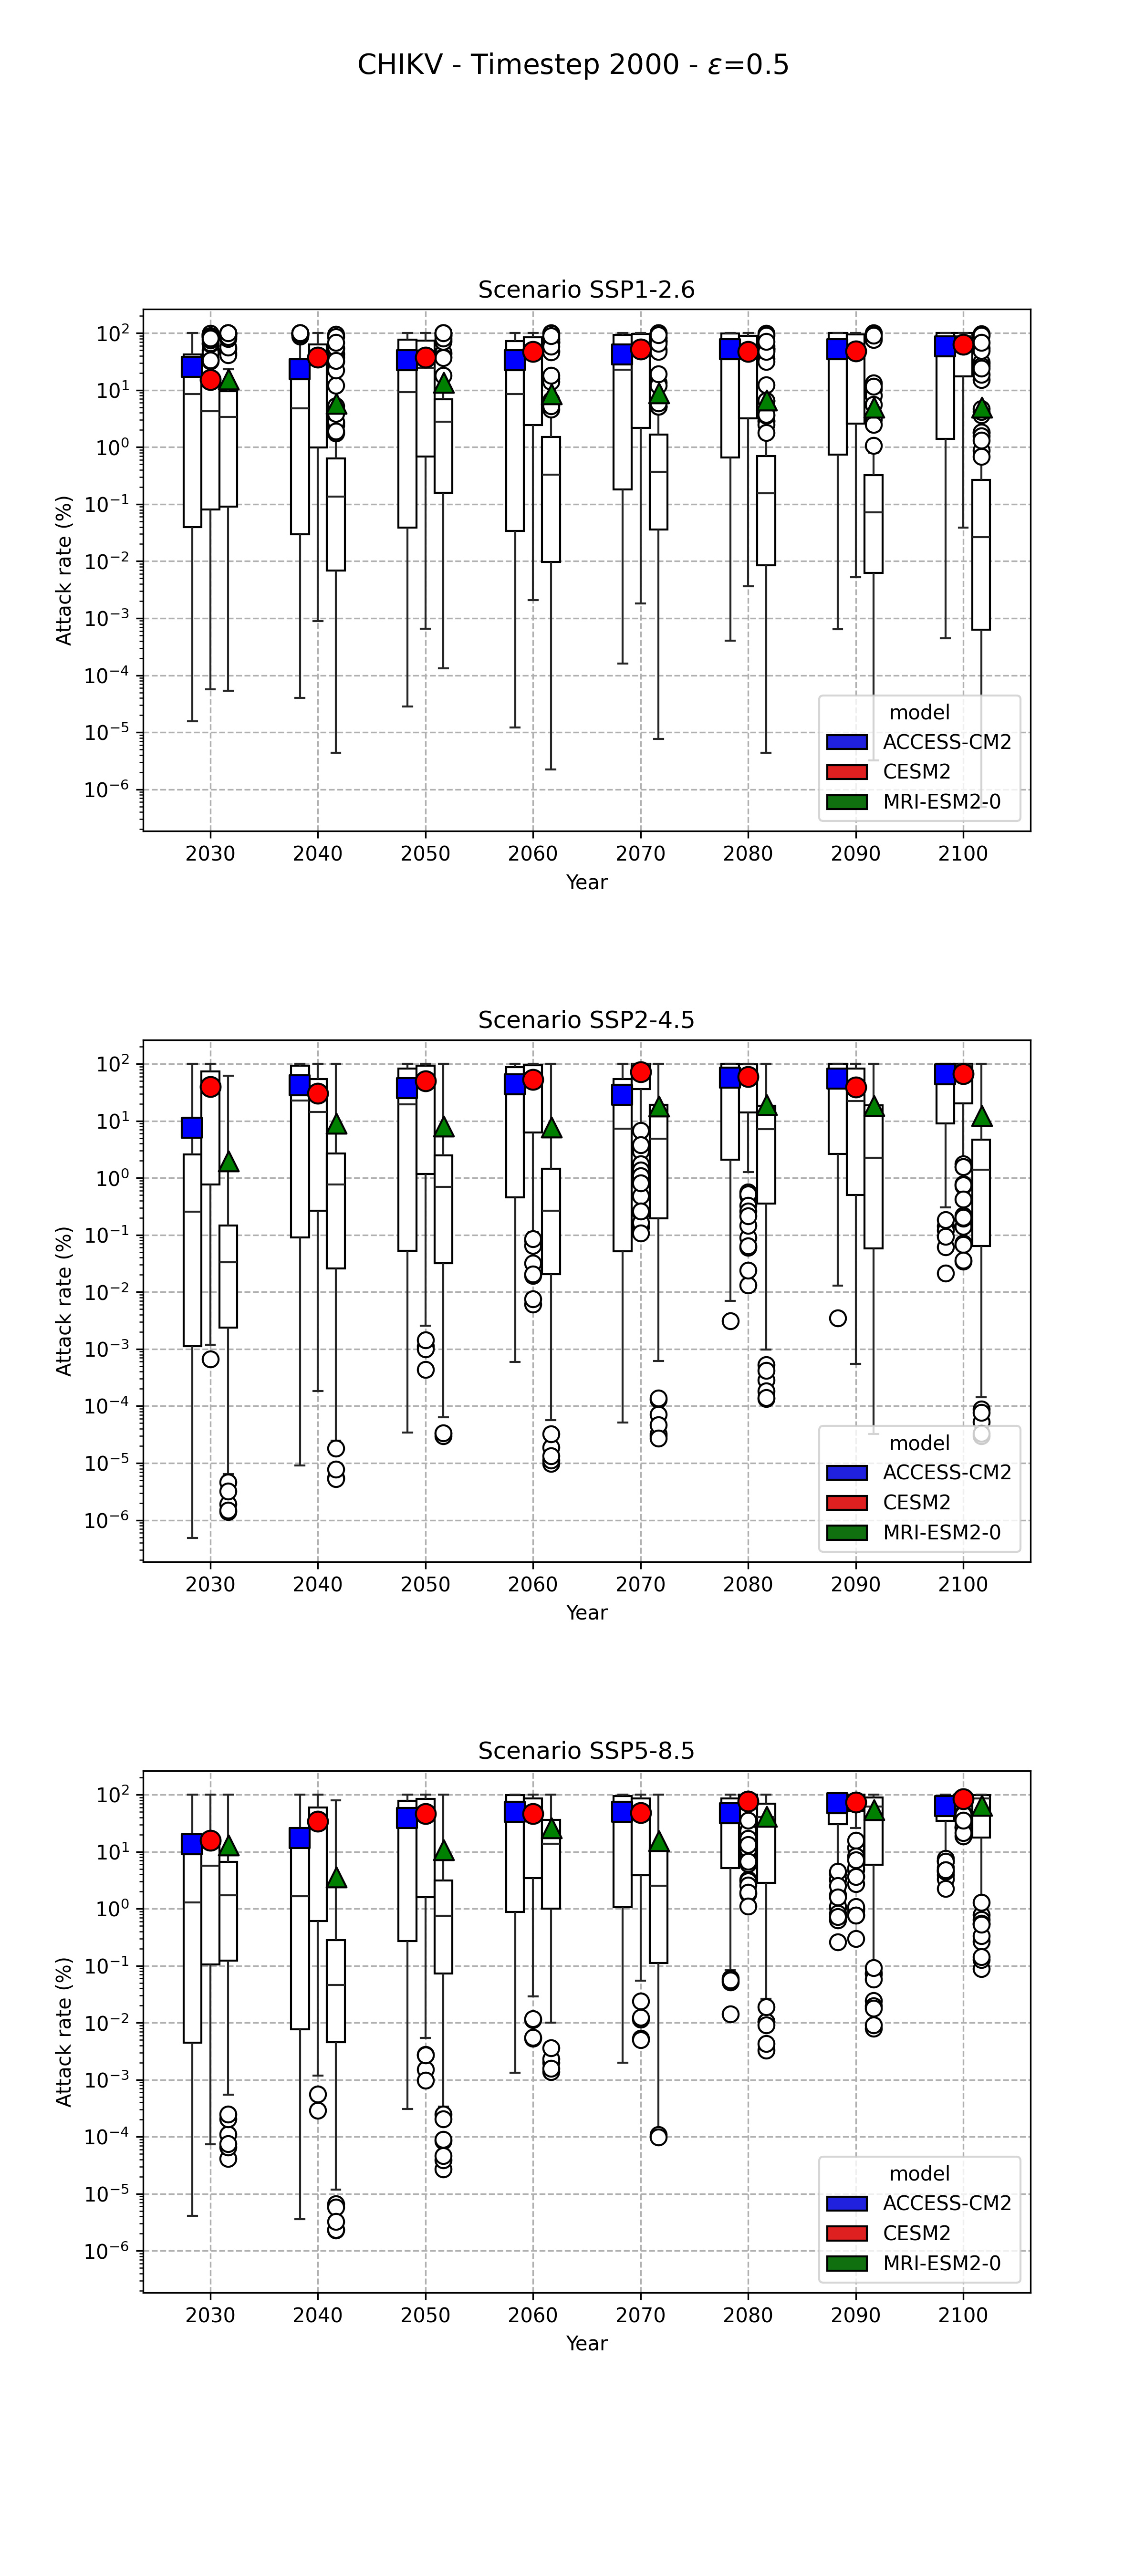 CHIKV - Timestep 2000 - ε=0.5
Scenario SSP1-2.6
Attack rate (%)
10²
10¹
10⁰
10⁻¹
10⁻²
10⁻³
10⁻⁴
10⁻⁵
10⁻⁶
model
ACCESS-CM2
CESM2
MRI-ESM2-0
2030 2040 2050 2060 2070 2080 2090 2100
Year
Scenario SSP2-4.5
Attack rate (%)
10²
10¹
10⁰
10⁻¹
10⁻²
10⁻³
10⁻⁴
10⁻⁵
10⁻⁶
model
ACCESS-CM2
CESM2
MRI-ESM2-0
2030 2040 2050 2060 2070 2080 2090 2100
Year
Scenario SSP5-8.5
Attack rate (%)
10²
10¹
10⁰
10⁻¹
10⁻²
10⁻³
10⁻⁴
10⁻⁵
10⁻⁶
model
ACCESS-CM2
CESM2
MRI-ESM2-0
2030 2040 2050 2060 2070 2080 2090 2100
Year